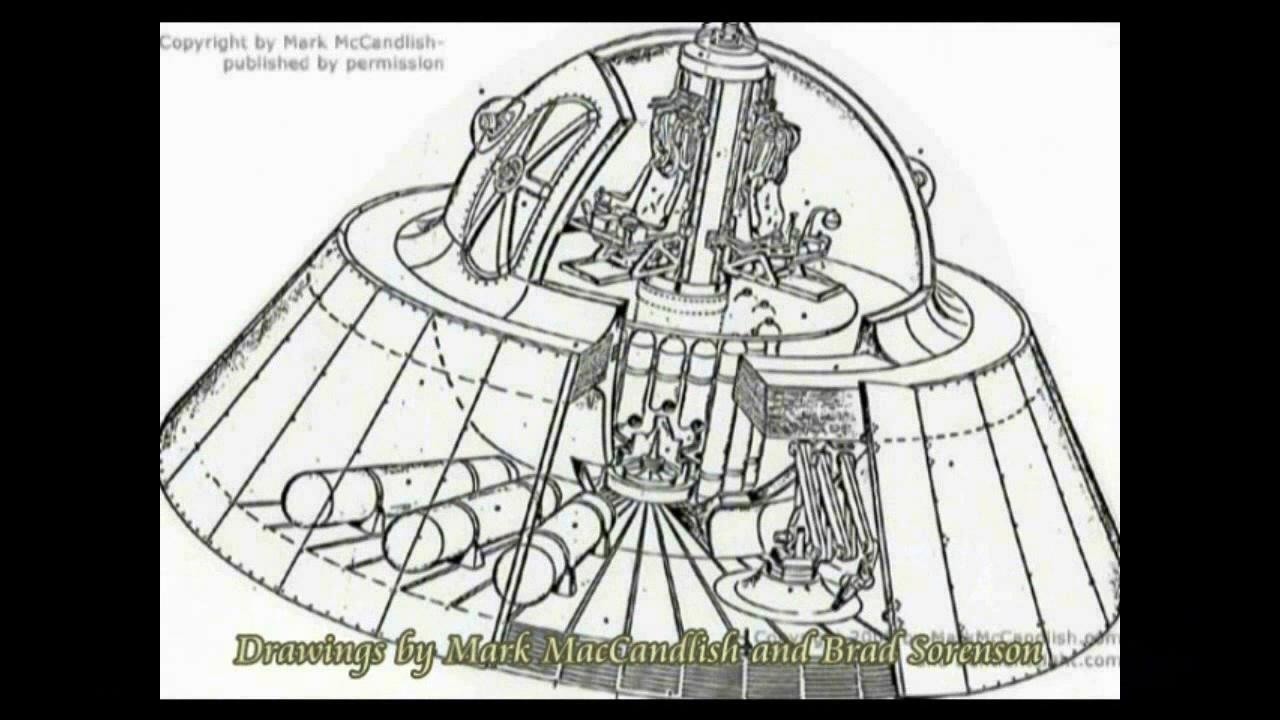 Copyright by Mark McCandlish-
published by permission
Drawings by Mark MacCandlish and Brad Sorenson